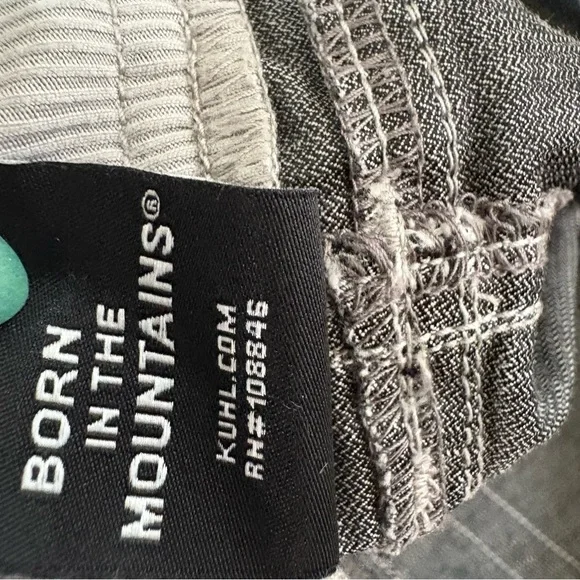 BORN
IN THE
MOUNTAINS®
KUHL.COM
RN#108846